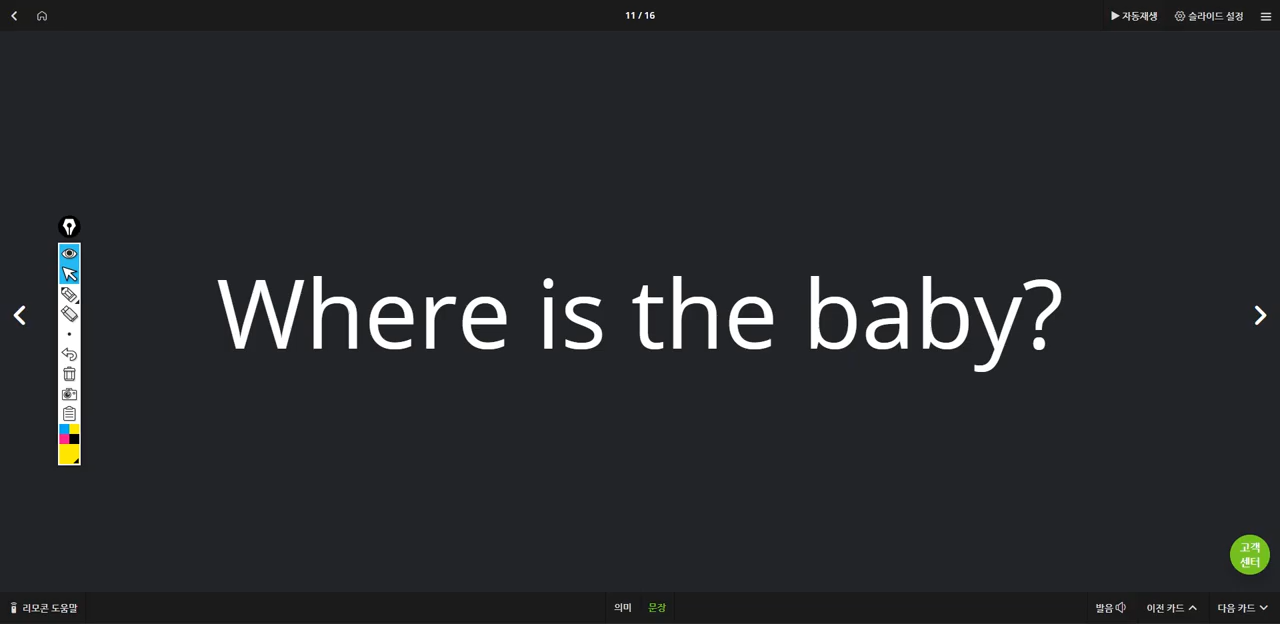 11 / 16
자동재생
슬라이드 설정
Where is the baby?
고객
센터
리모콘 도움말
의미
문장
발음
이전 카드
다음 카드